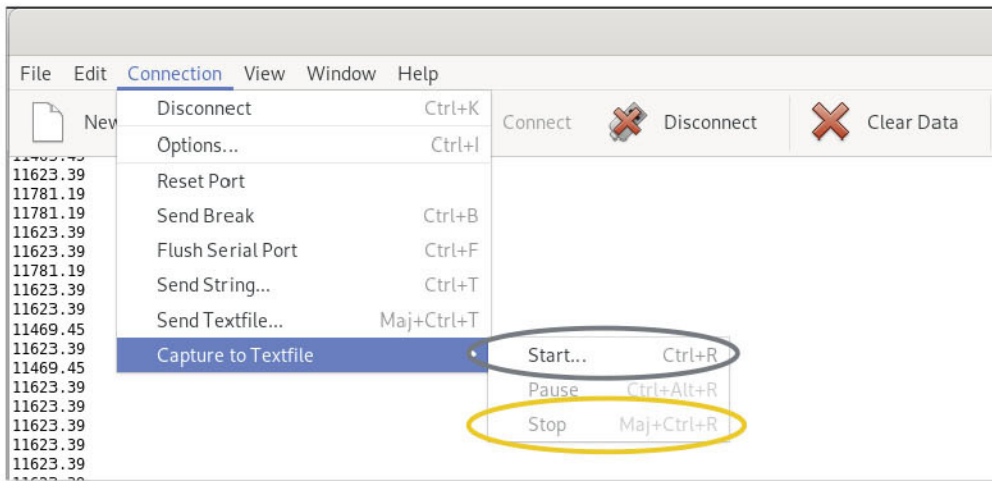 File Edit Connection View Window Help
New Connect Disconnect Clear Data
Disconnect Ctrl+K
Options... Ctrl+I
Reset Port
Send Break Ctrl+B
Flush Serial Port Ctrl+F
Send String... Ctrl+T
Send Textfile... Maj+Ctrl+T
Capture to Textfile
Start... Ctrl+R
Pause Ctrl+Alt+R
Stop Maj+Ctrl+R
11623.39
11781.19
11781.19
11623.39
11623.39
11781.19
11623.39
11623.39
11469.45
11623.39
11469.45
11623.39
11623.39
11623.39
11623.39
11623.39